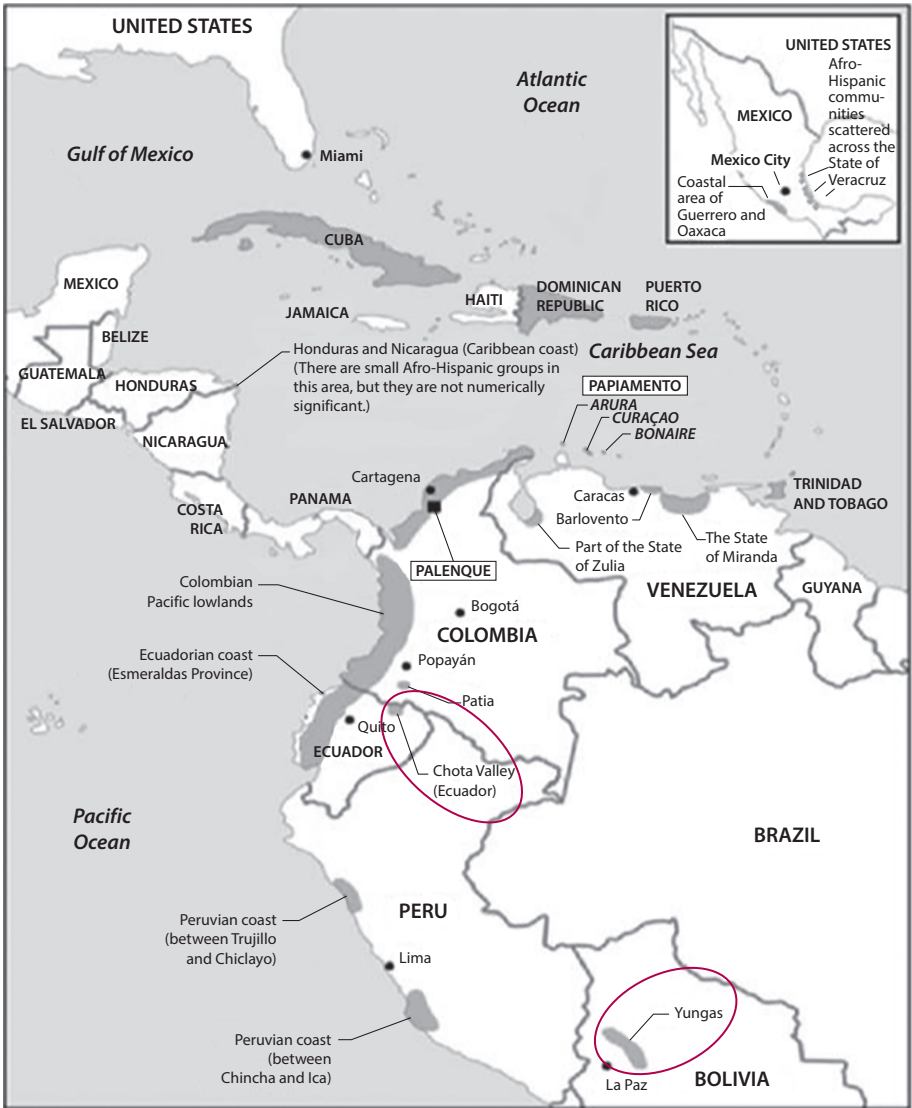 UNITED STATES
Atlantic
Ocean
Gulf of Mexico
Miami
UNITED STATES
Afro-
Hispanic
commu-
nities
scattered
across the
State of
Veracruz
MEXICO
Mexico City
Coastal
area of
Guerrero and
Oaxaca
CUBA
MEXICO
HAITI
DOMINICAN
REPUBLIC
PUERTO
RICO
JAMAICA
BELIZE
Honduras and Nicaragua (Caribbean coast)
(There are small Afro-Hispanic groups in
this area, but they are not numerically
significant.)
Caribbean Sea
GUATEMALA
HONDURAS
PAPIAMENTO
ARURA
CURAÇAO
BONAIRE
EL SALVADOR
NICARAGUA
Cartagena
PANAMA
COSTA
RICA
Caracas
Barlovento
TRINIDAD
AND TOBAGO
Part of the State
of Zulia
The State
of Miranda
PALENQUE
Colombian
Pacific lowlands
VENEZUELA
GUYANA
Bogotá
COLOMBIA
Ecuadorian coast
(Esmeraldas Province)
Popayán
Patia
Quito
ECUADOR
Chota Valley
(Ecuador)
Pacific
Ocean
BRAZIL
PERU
Peruvian coast
(between Trujillo
and Chiclayo)
Lima
Yungas
Peruvian coast
(between
Chincha and Ica)
La Paz
BOLIVIA